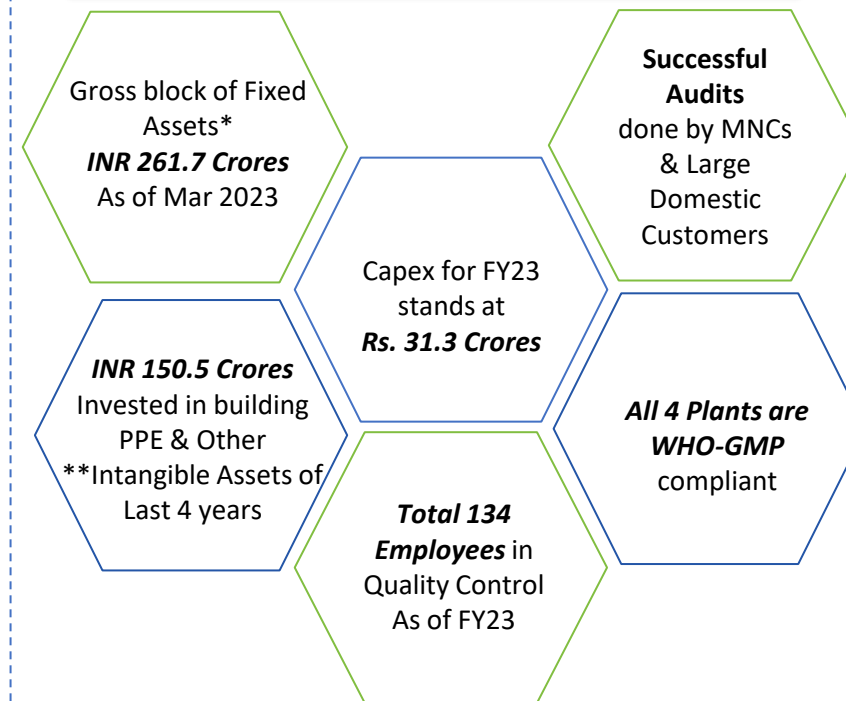 Gross block of Fixed
Assets*
INR 261.7 Crores
As of Mar 2023
Successful
Audits
done by MNCs
& Large
Domestic
Customers
Capex for FY23
stands at
Rs. 31.3 Crores
INR 150.5 Crores
Invested in building
PPE & Other
**Intangible Assets of
Last 4 years
All 4 Plants are
WHO-GMP
compliant
Total 134
Employees in
Quality Control
As of FY23